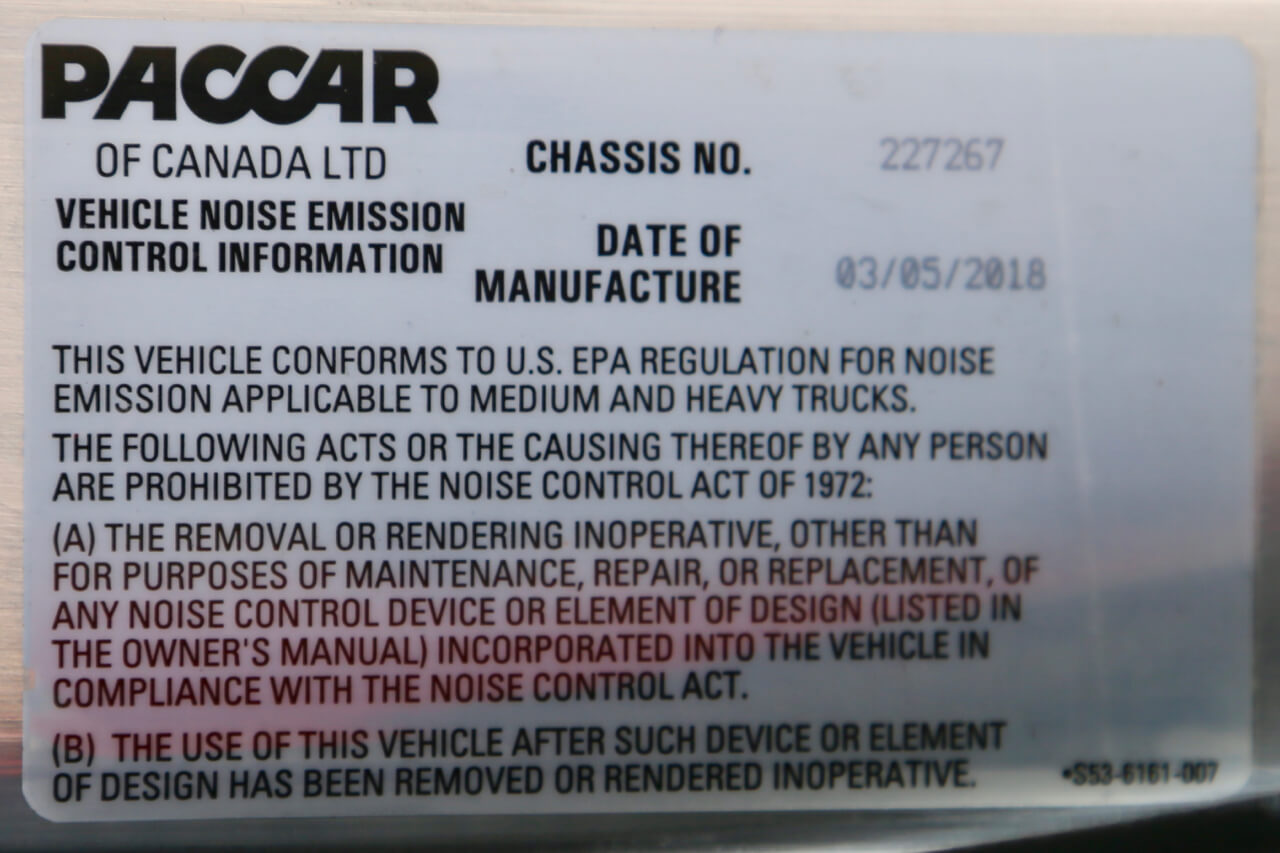 PACCAR
OF CANADA LTD
VEHICLE NOISE EMISSION
CONTROL INFORMATION
CHASSIS NO. 227267
DATE OF
MANUFACTURE 03/05/2018
THIS VEHICLE CONFORMS TO U.S. EPA REGULATION FOR NOISE
EMISSION APPLICABLE TO MEDIUM AND HEAVY TRUCKS.
THE FOLLOWING ACTS OR THE CAUSING THEREOF BY ANY PERSON
ARE PROHIBITED BY THE NOISE CONTROL ACT OF 1972:
(A) THE REMOVAL OR RENDERING INOPERATIVE, OTHER THAN
FOR PURPOSES OF MAINTENANCE, REPAIR, OR REPLACEMENT, OF
ANY NOISE CONTROL DEVICE OR ELEMENT OF DESIGN (LISTED IN
THE OWNER'S MANUAL) INCORPORATED INTO THE VEHICLE IN
COMPLIANCE WITH THE NOISE CONTROL ACT.
(B) THE USE OF THIS VEHICLE AFTER SUCH DEVICE OR ELEMENT
OF DESIGN HAS BEEN REMOVED OR RENDERED INOPERATIVE.
•S53-6161-007